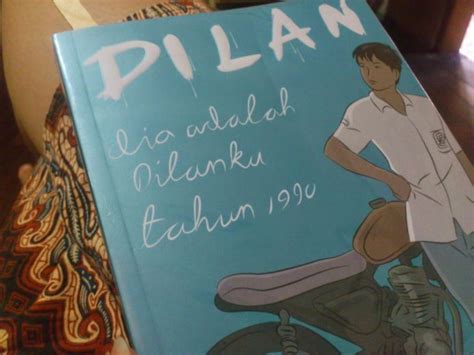 DILAN
dia adalah
Dilanku
tahun 1990